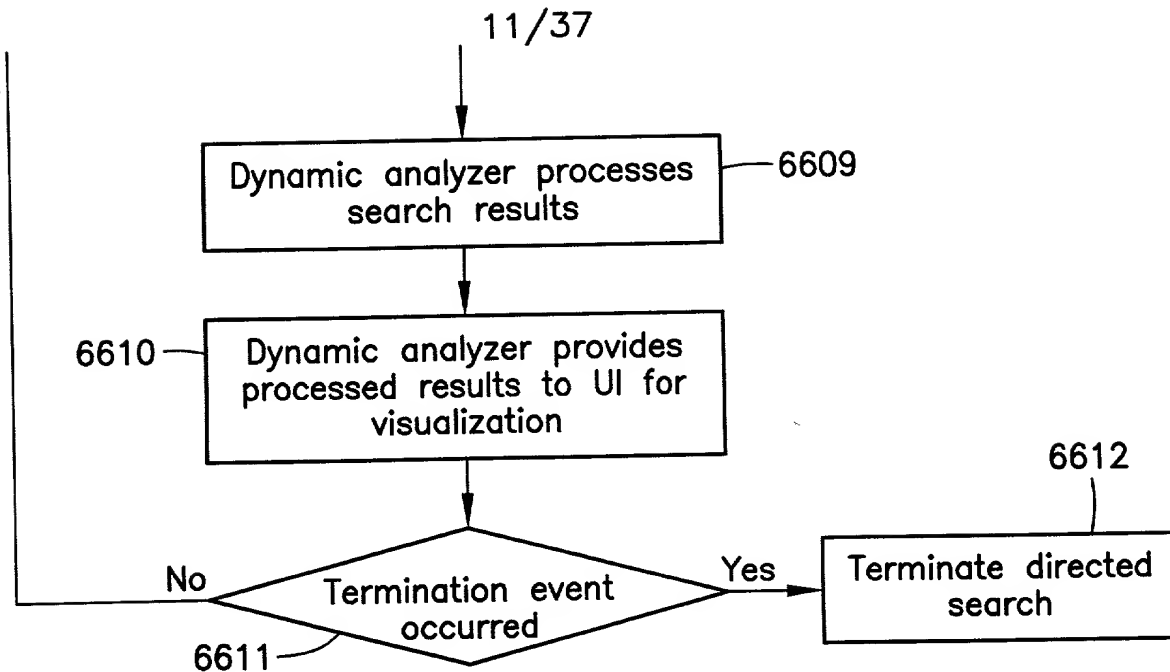 11/37
Dynamic analyzer processes
search results
6609
6610
Dynamic analyzer provides
processed results to UI for
visualization
6612
No
Termination event
occurred
Yes
Terminate directed
search
6611